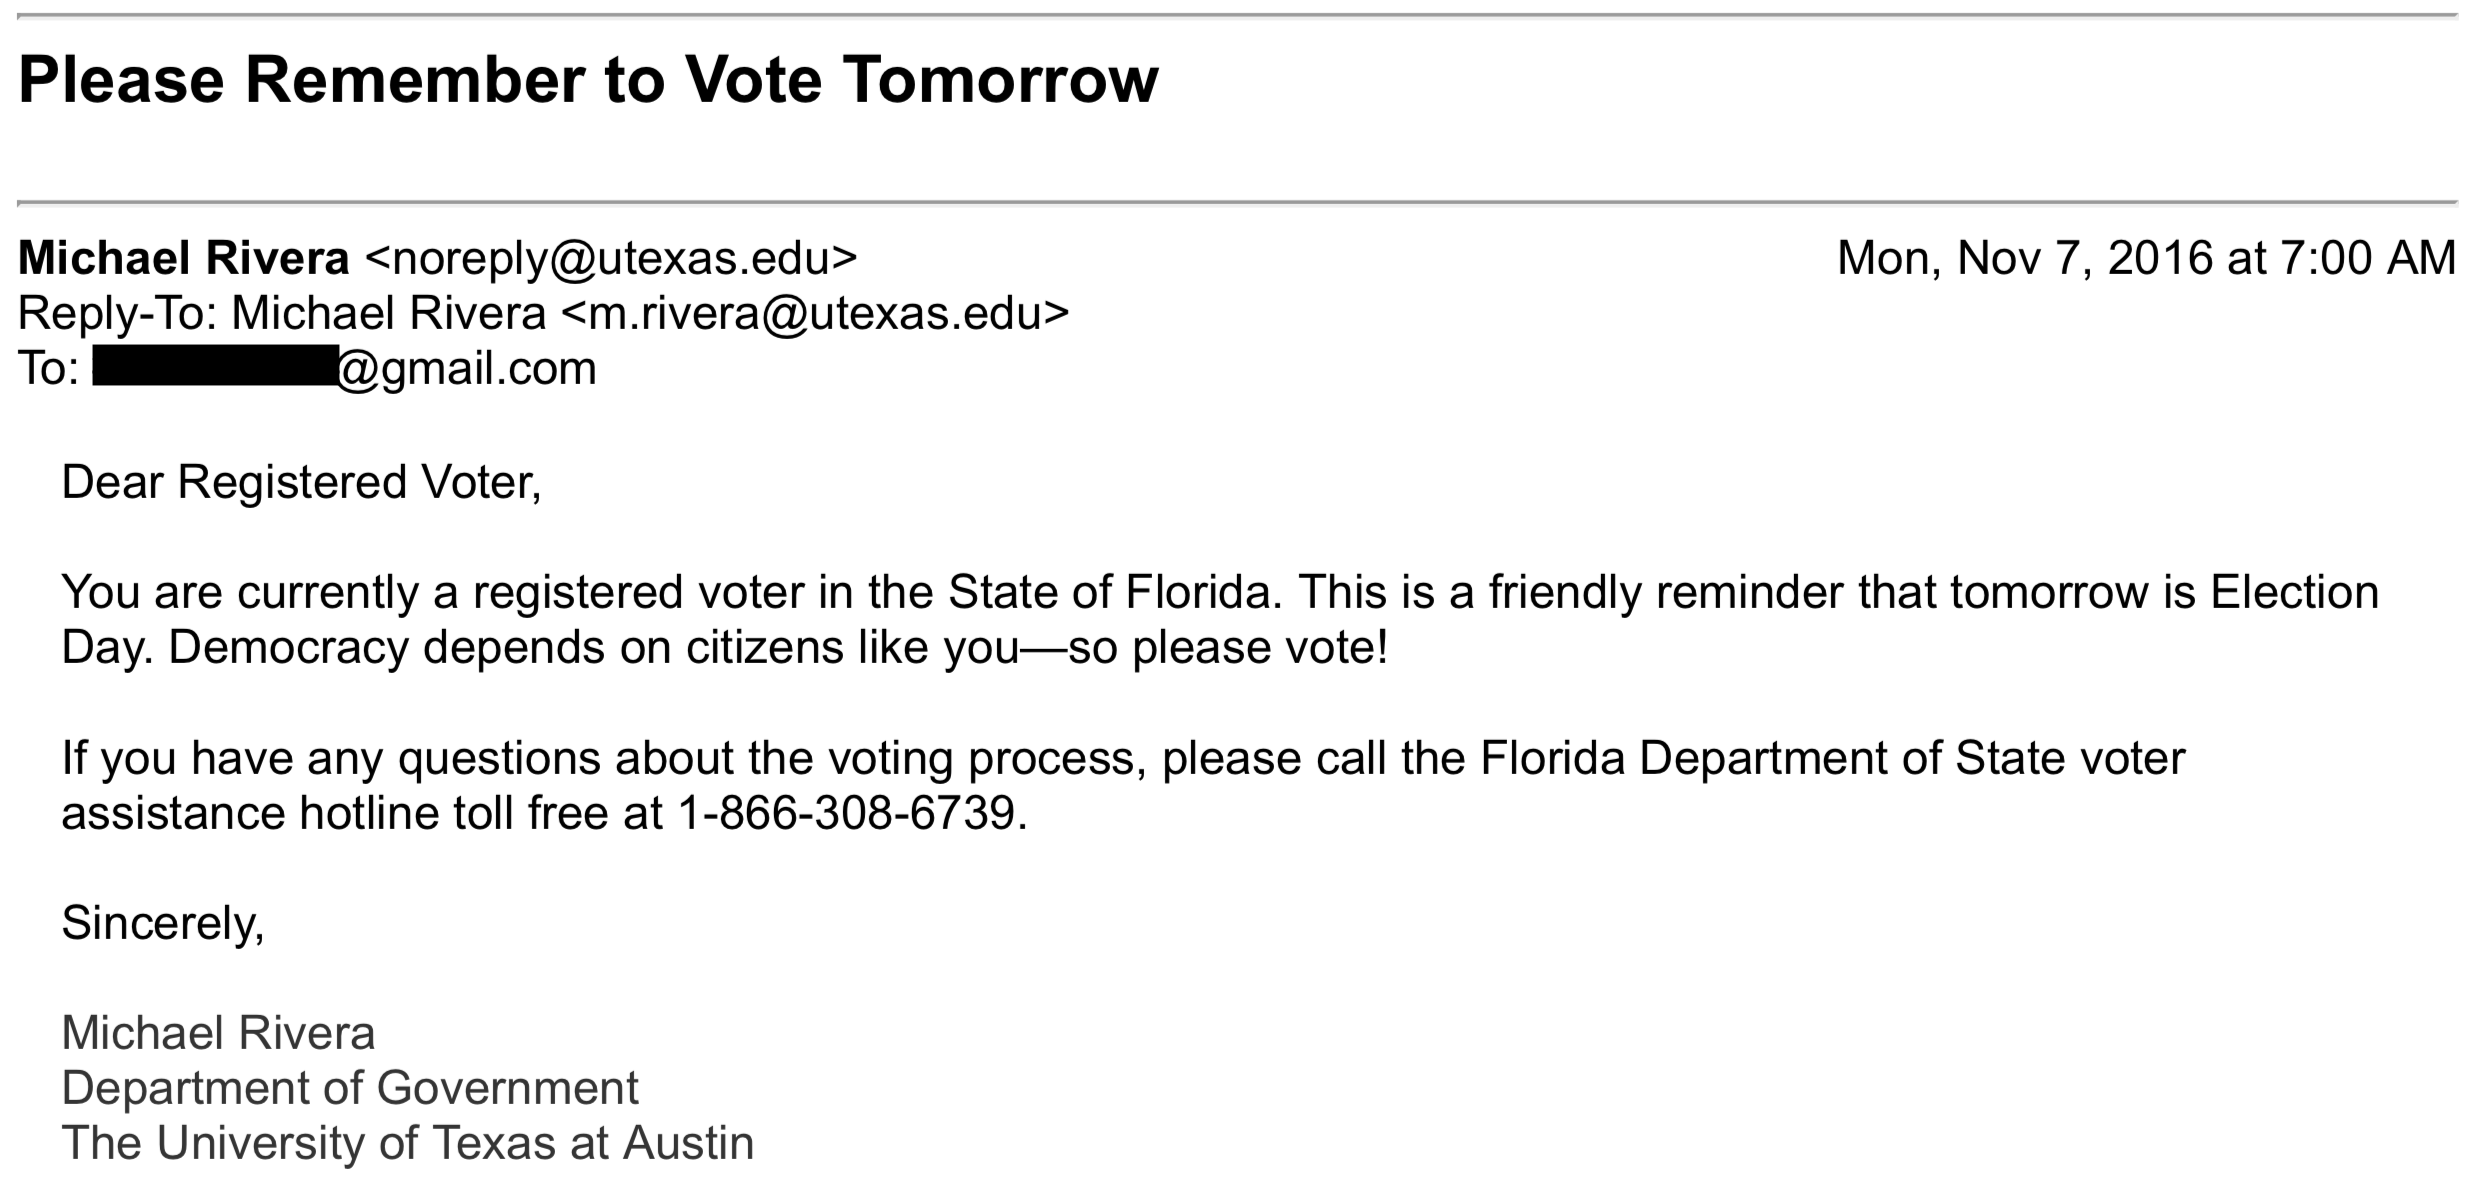 Please Remember to Vote Tomorrow
Michael Rivera <noreply@utexas.edu> Mon, Nov 7, 2016 at 7:00 AM
Reply-To: Michael Rivera <m.rivera@utexas.edu>
To: @gmail.com
Dear Registered Voter,
You are currently a registered voter in the State of Florida. This is a friendly reminder that tomorrow is Election
Day. Democracy depends on citizens like you—so please vote!
If you have any questions about the voting process, please call the Florida Department of State voter
assistance hotline toll free at 1-866-308-6739.
Sincerely,
Michael Rivera
Department of Government
The University of Texas at Austin